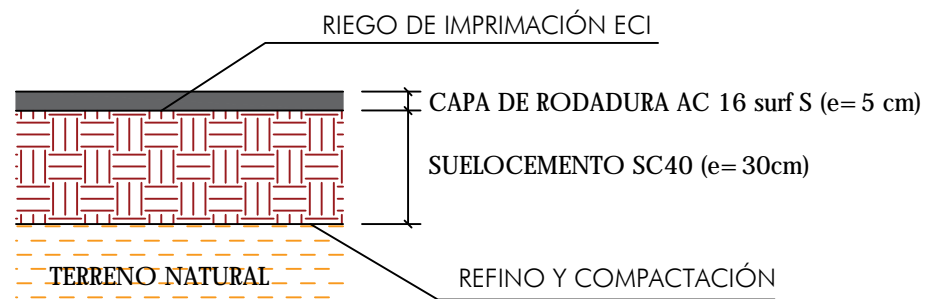 RIEGO DE IMPRIMACIÓN ECI
CAPA DE RODADURA AC 16 surf S (e= 5 cm)
SUELOCEMENTO SC40 (e= 30cm)
TERRENO NATURAL
REFINO Y COMPACTACIÓN